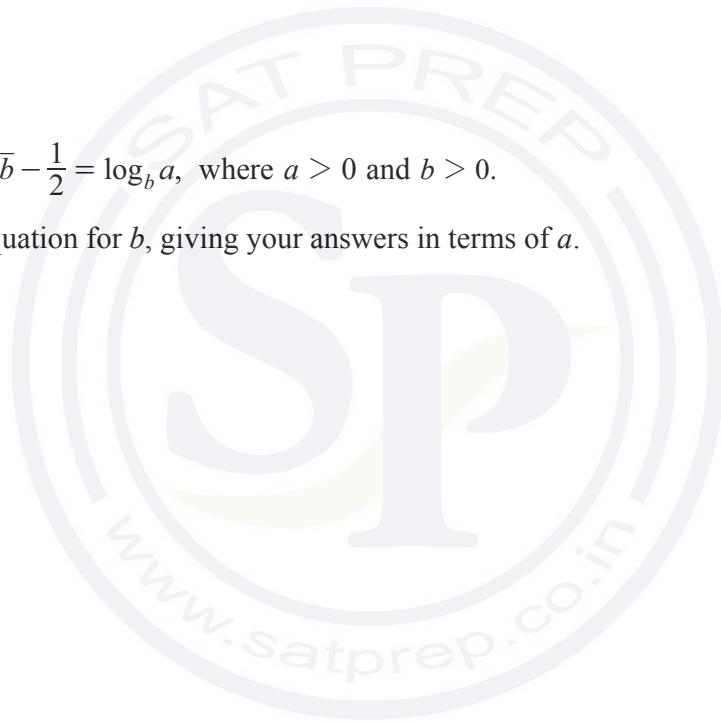 b̅ − 1/2 = log_b a, where a > 0 and b > 0.
for b, giving your answers in terms of a.
SAT PREP
SP
www.satprep.co.in